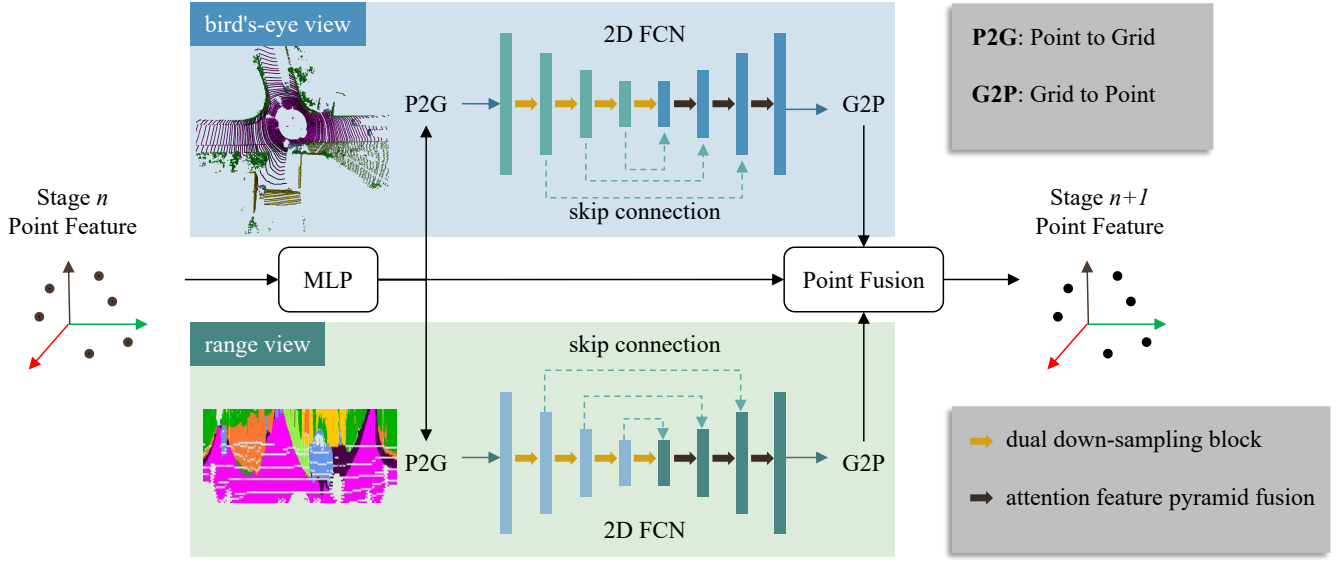 bird's-eye view
2D FCN
P2G
G2P
skip connection
P2G: Point to Grid
G2P: Grid to Point
Stage n
Point Feature
MLP
Point Fusion
Stage n+1
Point Feature
range view
skip connection
P2G
G2P
2D FCN
dual down-sampling block
attention feature pyramid fusion